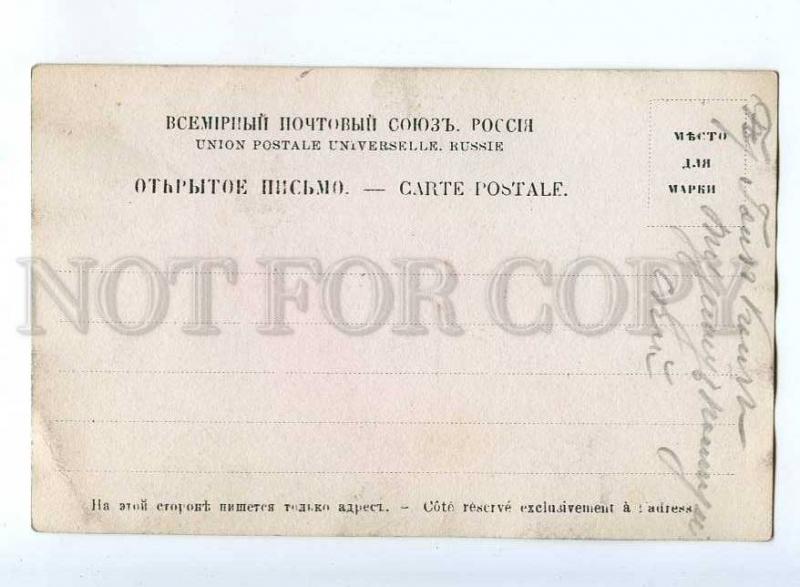 ВСЕМІРНЫЙ ПОЧТОВЫЙ СОЮЗЪ. РОССІЯ
UNION POSTALE UNIVERSELLE. RUSSIE
ОТКРЫТОЕ ПИСЬМО. — CARTE POSTALE.
МѢСТО
ДЛЯ
МАРКИ
NOT FOR COPY
На этой сторонѣ пишется только адресъ. — Côté réservé exclusivement à l'adress